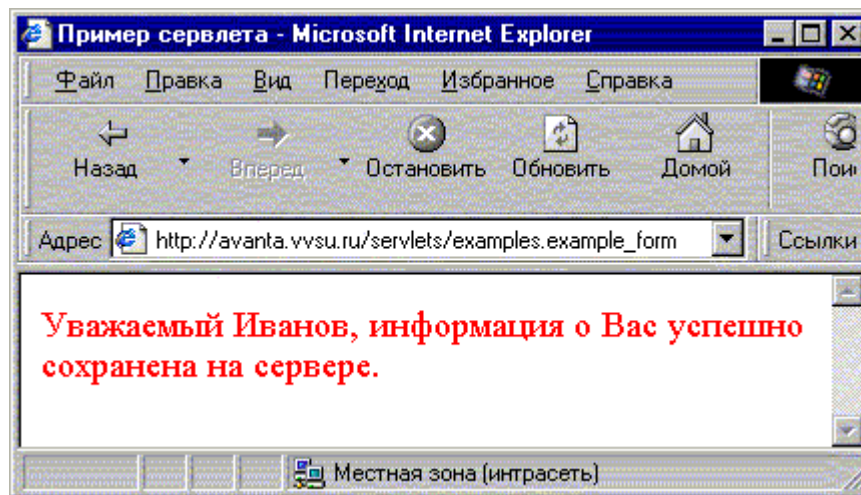 Пример сервлета - Microsoft Internet Explorer
Файл Правка Вид Переход Избранное Справка
Назад Вперед Остановить Обновить Домой
Адрес http://avanta.vvsu.ru/servlets/examples.example_form Ссылки
Уважаемый Иванов, информация о Вас успешно
сохранена на сервере.
Местная зона (интрасеть)